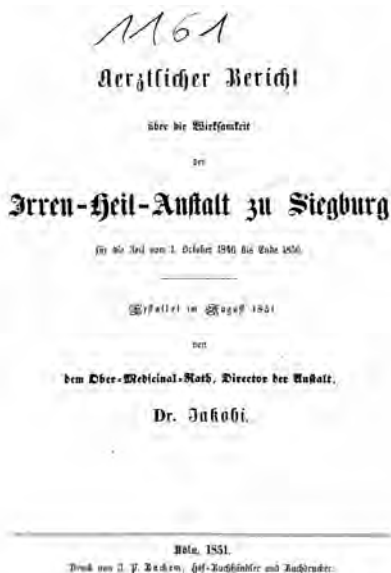 1161
Aerztlicher Bericht
über die Wirksamkeit
der
Irren-Heil-Anstalt zu Siegburg
für die Zeit vom 1. October 1846 bis Ende 1850.
Erstattet im August 1851
von
dem Ober-Medicinal-Rath, Director der Anstalt,
Dr. Jakobi.
Köln, 1851.
Druck von J. P. Bachem, Hof-Buchhändler und Buchdrucker.